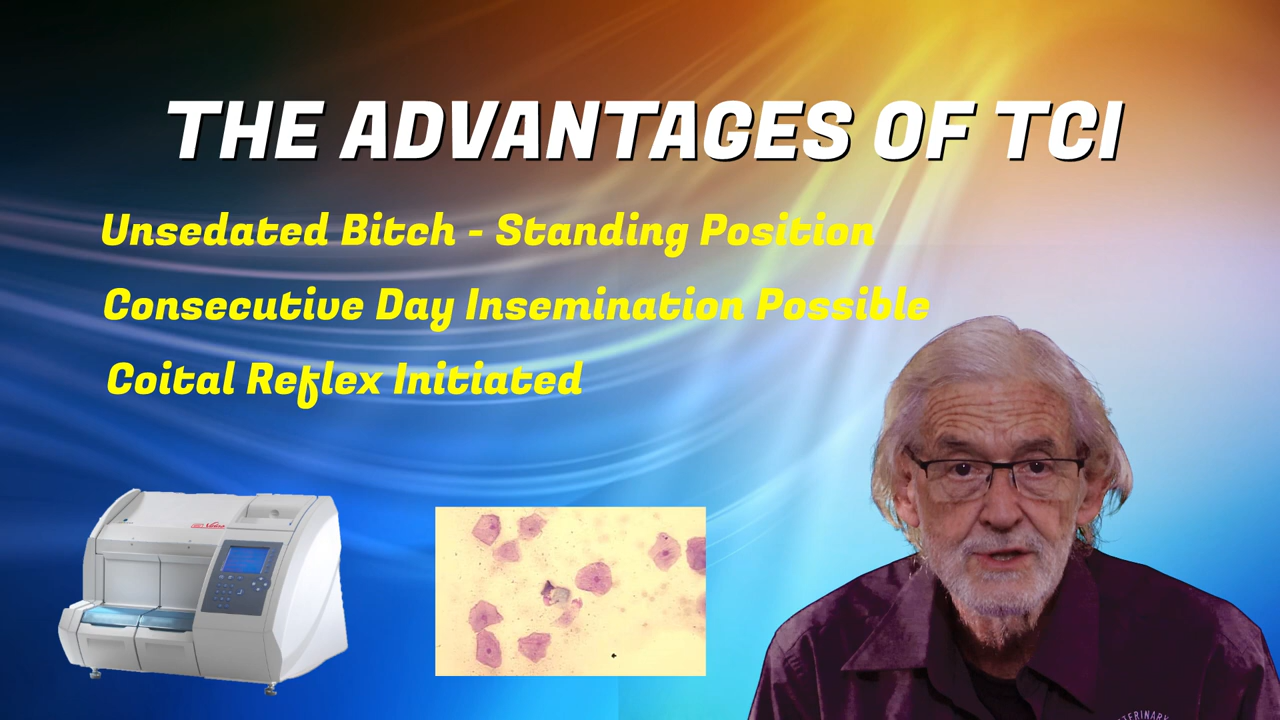 THE ADVANTAGES OF TCI
Unsedated Bitch - Standing Position
Consecutive Day Insemination Possible
Coital Reflex Initiated